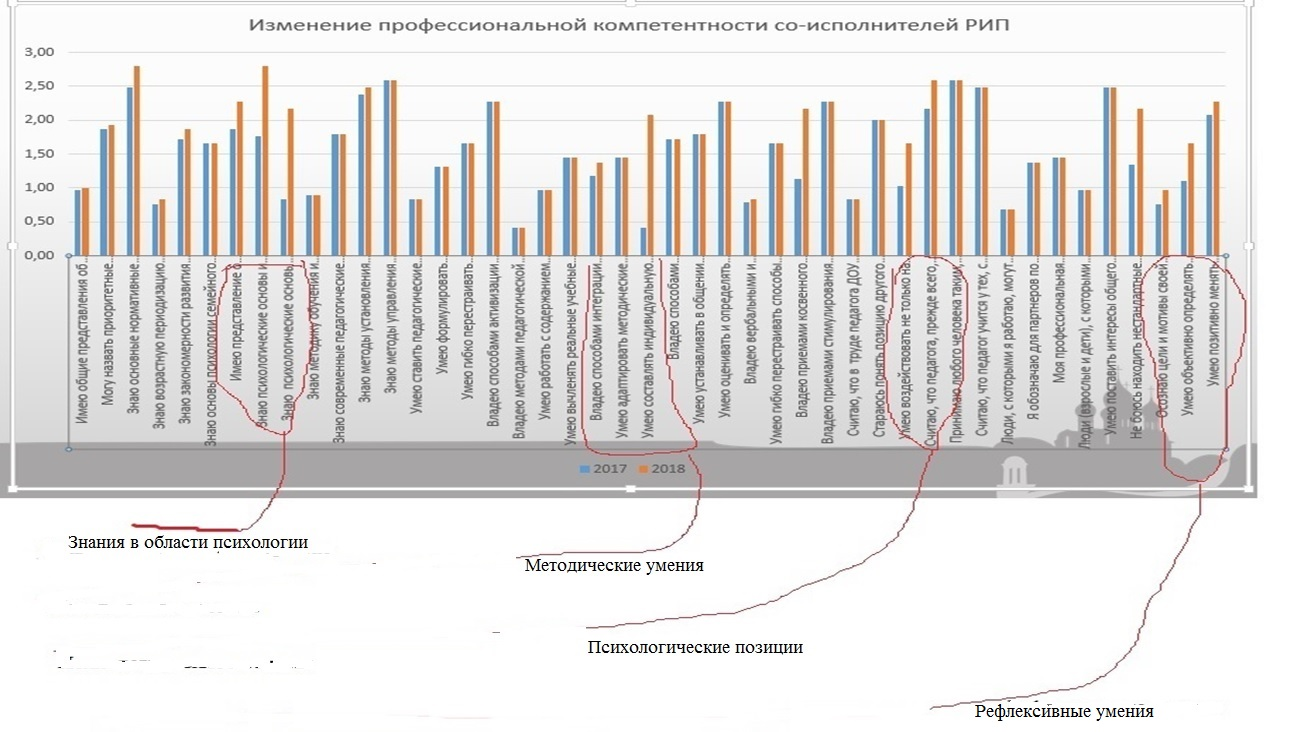 Изменение профессиональной компетентности со-исполнителей РИП
3,00
2,50
2,00
1,50
1,00
0,50
0,00
Имею общие представления об…
Могу назвать приоритетные…
Знаю основные нормативные…
Знаю возрастную периодизацию…
Знаю закономерности развития…
Знаю основы психологии семейного…
Имею представление о…
Знаю психологические основы и…
Знаю психологические основы…
Знаю методику обучения и…
Знаю современные педагогические…
Знаю методы установления…
Знаю методы управления…
Умею ставить педагогические…
Умею формулировать…
Умею гибко перестраивать…
Владею способами активизации…
Владею методами педагогической…
Умею работать с содержанием…
Умею вычленять реальные учебные…
Владею способами интеграции…
Умею адаптировать методические…
Умею составлять индивидуальную…
Владею способами…
Умею устанавливать в общении…
Умею оценивать и определять…
Владею вербальными и…
Умею гибко перестривать способы…
Владею приемами косвенного…
Владею приемами стимулирования…
Считаю, что в труде педагога ДОУ…
Стараюсь понять позицию другого…
Умею воздействовать не только на…
Считаю, что педагога, прежде всего,…
Принимаю любого человека таким,…
Считаю, что педагог учится у тех, с…
Люди, с которыми я работаю, могут…
Я обозначаю для партнеров по…
Моя профессиональная…
Люди (взрослые и дети), с которыми…
Умею поставить интересы общего…
Не боюсь находить нестандартные…
Осознаю цели и мотивы своей…
Умею объективно определять…
Умею позитивно менять…
2017 2018
Знания в области психологии
Методические умения
Психологические позиции
Рефлексивные умения